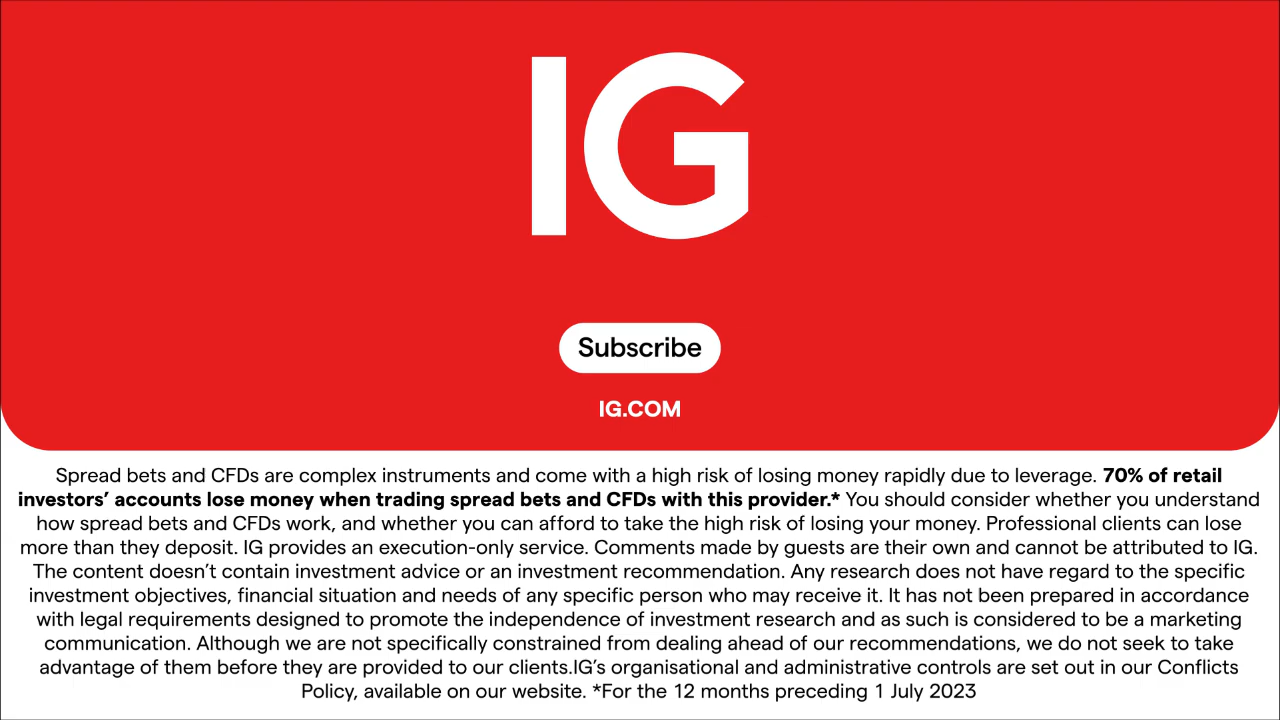 IG
Subscribe
IG.COM
Spread bets and CFDs are complex instruments and come with a high risk of losing money rapidly due to leverage. 70% of retail
investors’ accounts lose money when trading spread bets and CFDs with this provider.* You should consider whether you understand
how spread bets and CFDs work, and whether you can afford to take the high risk of losing your money. Professional clients can lose
more than they deposit. IG provides an execution-only service. Comments made by guests are their own and cannot be attributed to IG.
The content doesn’t contain investment advice or an investment recommendation. Any research does not have regard to the specific
investment objectives, financial situation and needs of any specific person who may receive it. It has not been prepared in accordance
with legal requirements designed to promote the independence of investment research and as such is considered to be a marketing
communication. Although we are not specifically constrained from dealing ahead of our recommendations, we do not seek to take
advantage of them before they are provided to our clients.IG’s organisational and administrative controls are set out in our Conflicts
Policy, available on our website. *For the 12 months preceding 1 July 2023